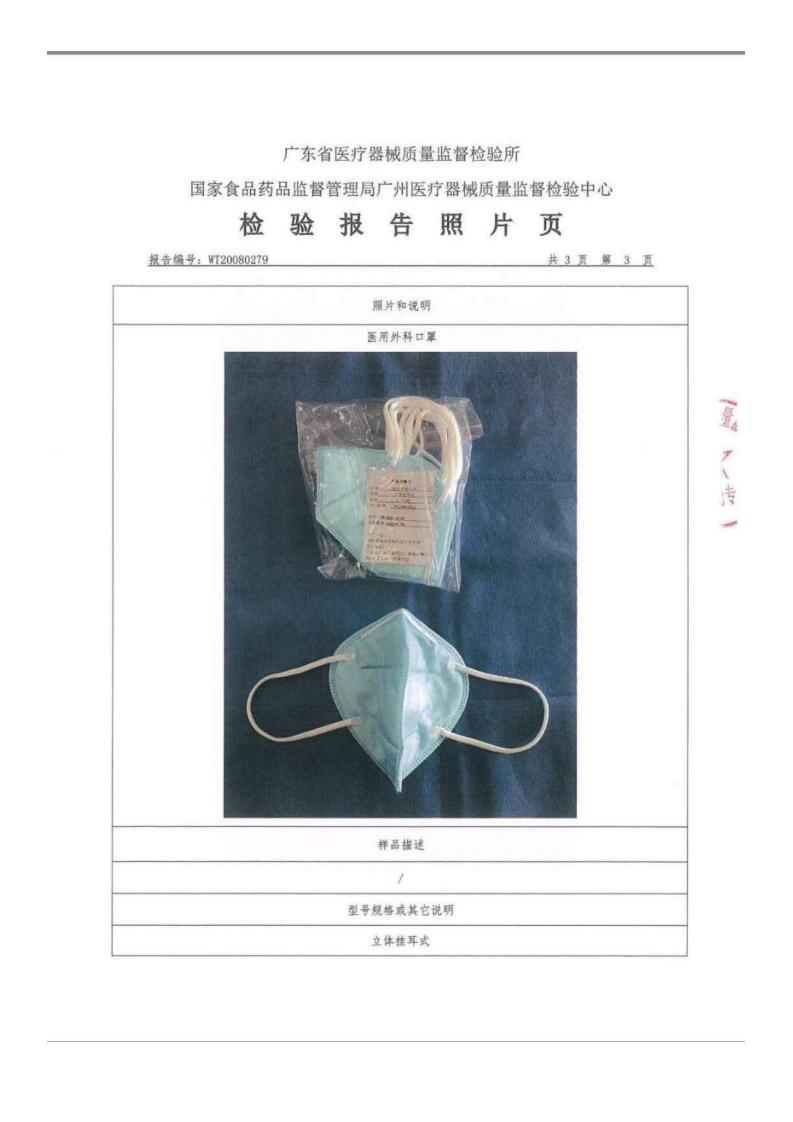 广东省医疗器械质量监督检验所
国家食品药品监督管理局广州医疗器械质量监督检验中心
检验报告照片页
报告编号：WT20080279 共 3 页 第 3 页
照片和说明
医用外科口罩
样品描述
/
型号规格或其它说明
立体挂耳式